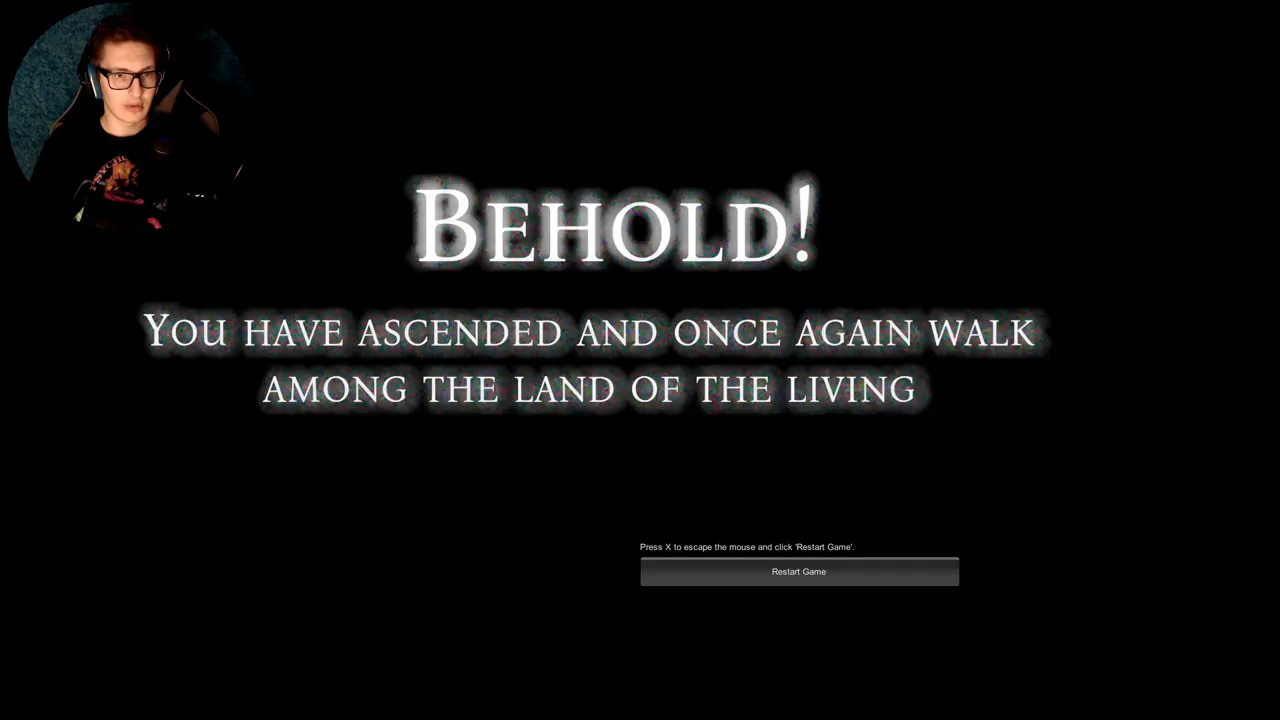 Behold!
You have ascended and once again walk
among the land of the living
Press X to escape the mouse and click 'Restart Game'.
Restart Game